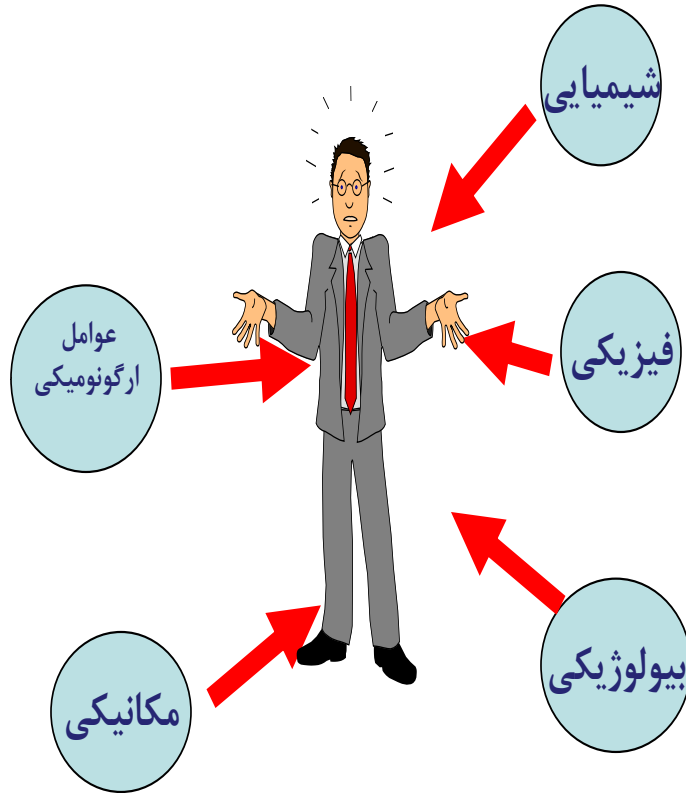 شیمیایی
فیزیکی
عوامل
ارگونومیکی
بیولوژیکی
مکانیکی